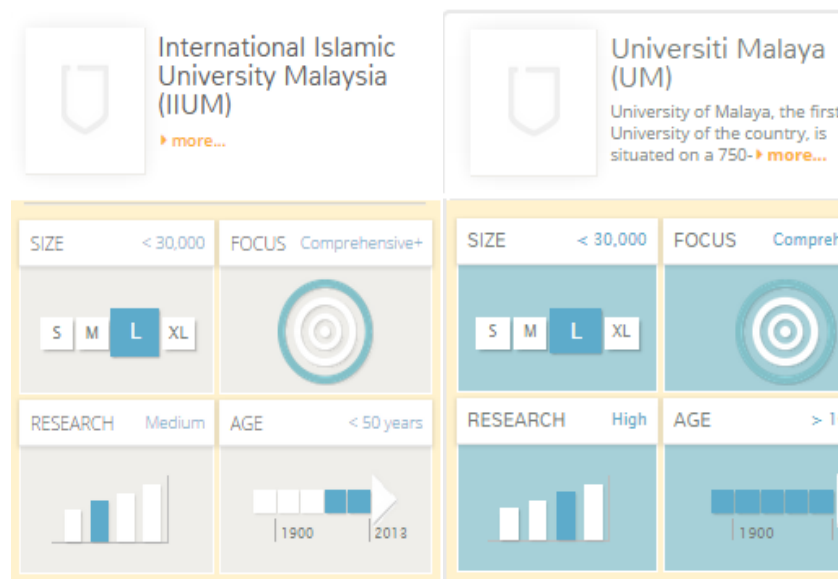 International Islamic
University Malaysia
(IIUM)
more...
SIZE < 30,000
FOCUS Comprehensive+
S M L XL
RESEARCH Medium
AGE < 50 years
1900 2013
Universiti Malaya
(UM)
University of Malaya, the first
University of the country, is
situated on a 750- more...
SIZE < 30,000
FOCUS Compreh
S M L XL
RESEARCH High
AGE > 1
1900